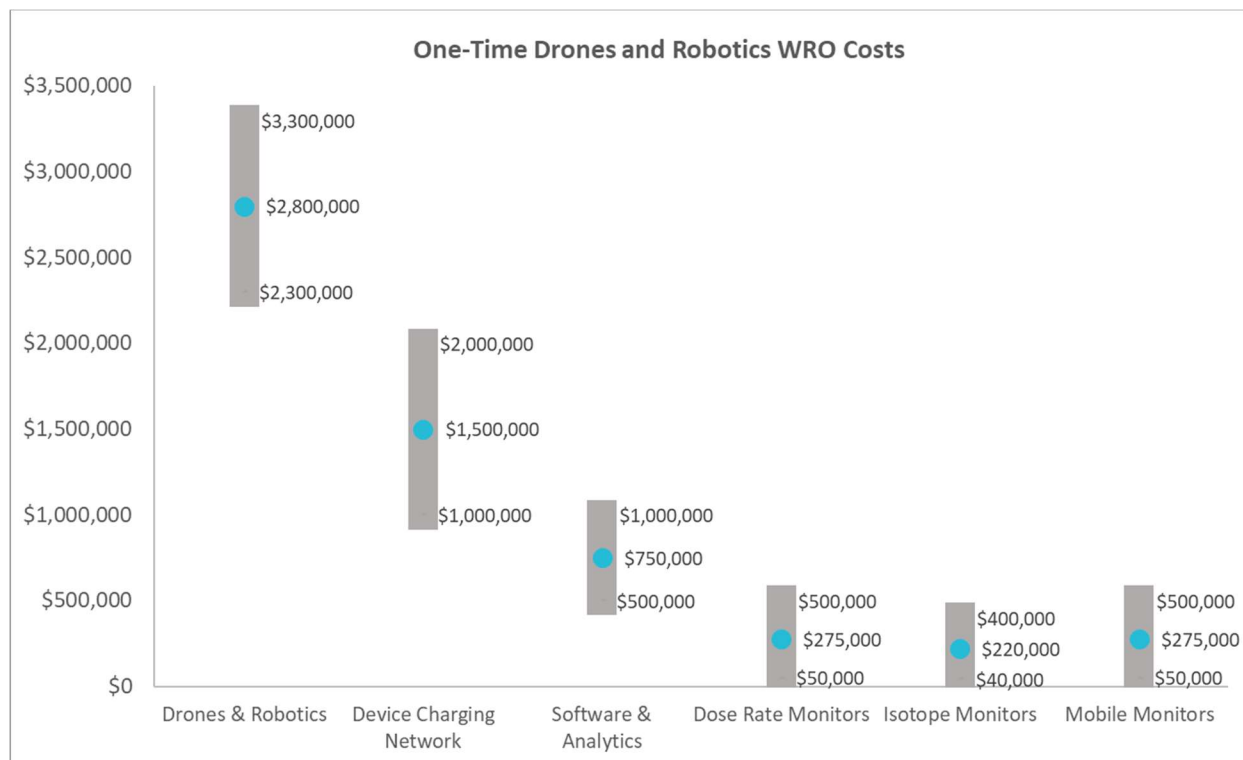 One-Time Drones and Robotics WRO Costs
$3,500,000
$3,000,000
$2,500,000
$2,000,000
$1,500,000
$1,000,000
$500,000
$0
$3,300,000
$2,800,000
$2,300,000
$2,000,000
$1,500,000
$1,000,000
$1,000,000
$750,000
$500,000
$500,000
$275,000
$50,000
$400,000
$220,000
$40,000
$500,000
$275,000
$50,000
Drones & Robotics
Device Charging
Network
Software &
Analytics
Dose Rate Monitors
Isotope Monitors
Mobile Monitors